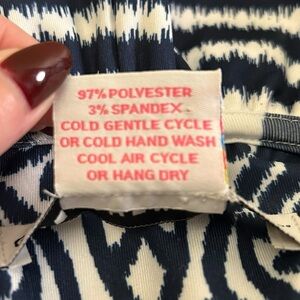 97% POLYESTER
3% SPANDEX
COLD GENTLE CYCLE
OR COLD HAND WASH
COOL AIR CYCLE
OR HANG DRY